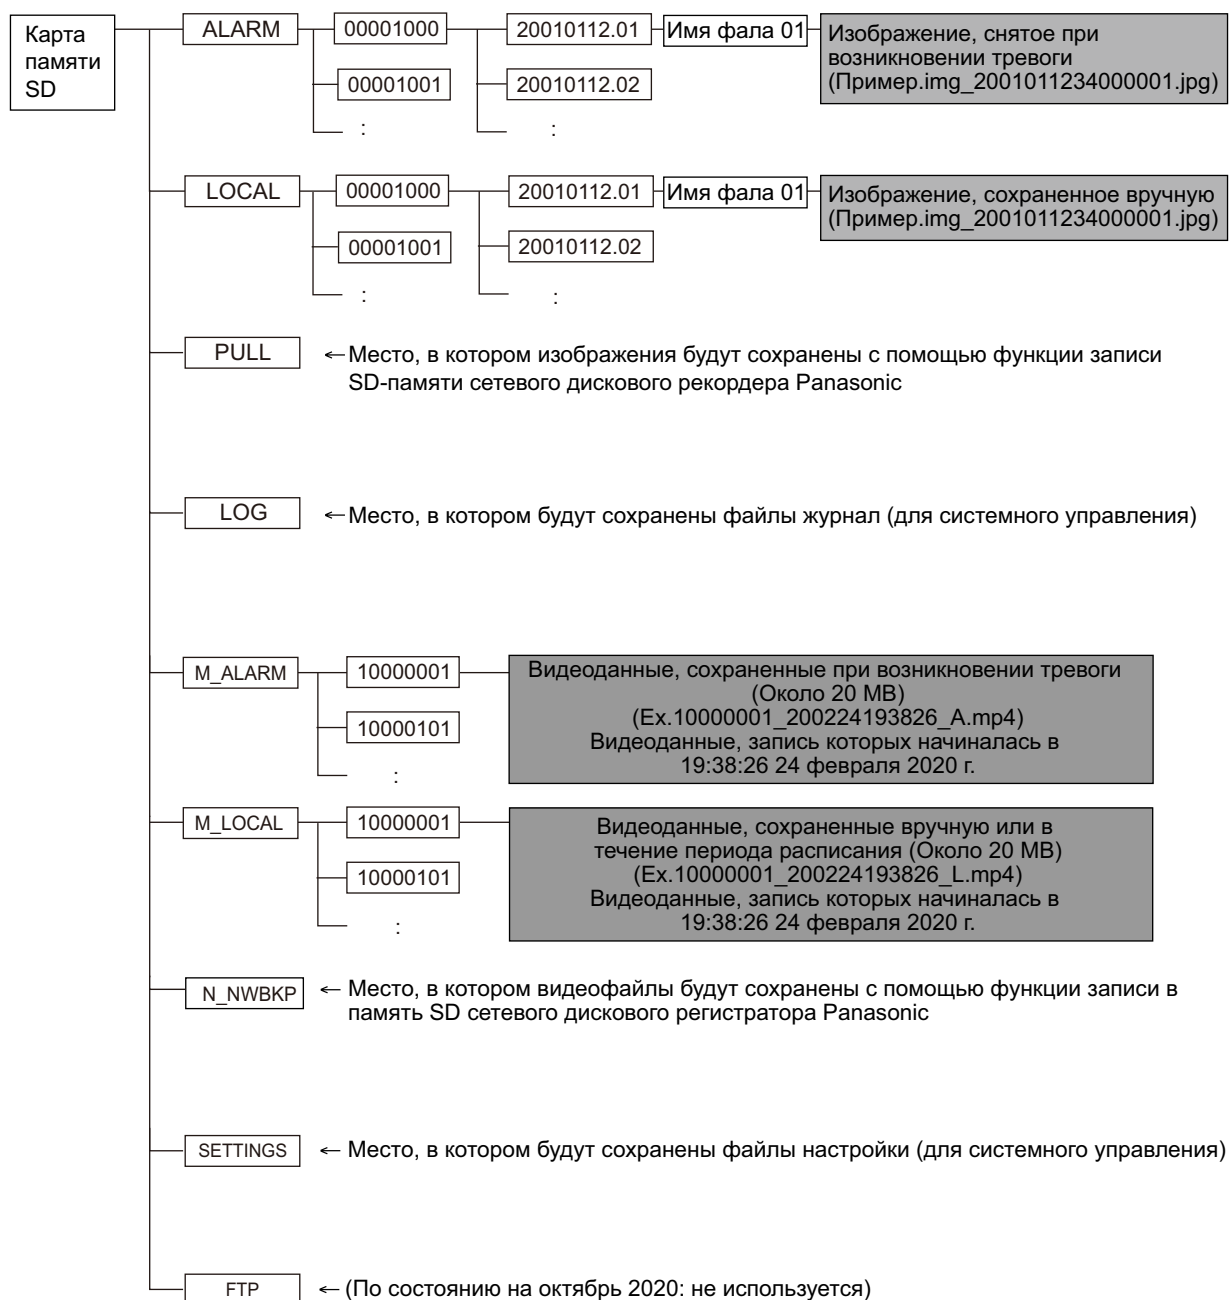 Карта
памяти
SD
ALARM
00001000
20010112.01
Имя фала 01
Изображение, снятое при
возникновении тревоги
(Пример.img_2001011234000001.jpg)
00001001
20010112.02
:
:
LOCAL
00001000
20010112.01
Имя фала 01
Изображение, сохраненное вручную
(Пример.img_2001011234000001.jpg)
00001001
20010112.02
:
:
PULL
← Место, в котором изображения будут сохранены с помощью функции записи
SD-памяти сетевого дискового рекордера Panasonic
LOG
← Место, в котором будут сохранены файлы журнал (для системного управления)
M_ALARM
10000001
Видеоданные, сохраненные при возникновении тревоги
(Около 20 MB)
(Ex.10000001_200224193826_A.mp4)
Видеоданные, запись которых начиналась в
19:38:26 24 февраля 2020 г.
10000101
:
M_LOCAL
10000001
Видеоданные, сохраненные вручную или в
течение периода расписания (Около 20 MB)
(Ex.10000001_200224193826_L.mp4)
Видеоданные, запись которых начиналась в
19:38:26 24 февраля 2020 г.
10000101
:
N_NWBKP
← Место, в котором видеофайлы будут сохранены с помощью функции записи в
память SD сетевого дискового регистратора Panasonic
SETTINGS
← Место, в котором будут сохранены файлы настройки (для системного управления)
FTP
← (По состоянию на октябрь 2020: не используется)